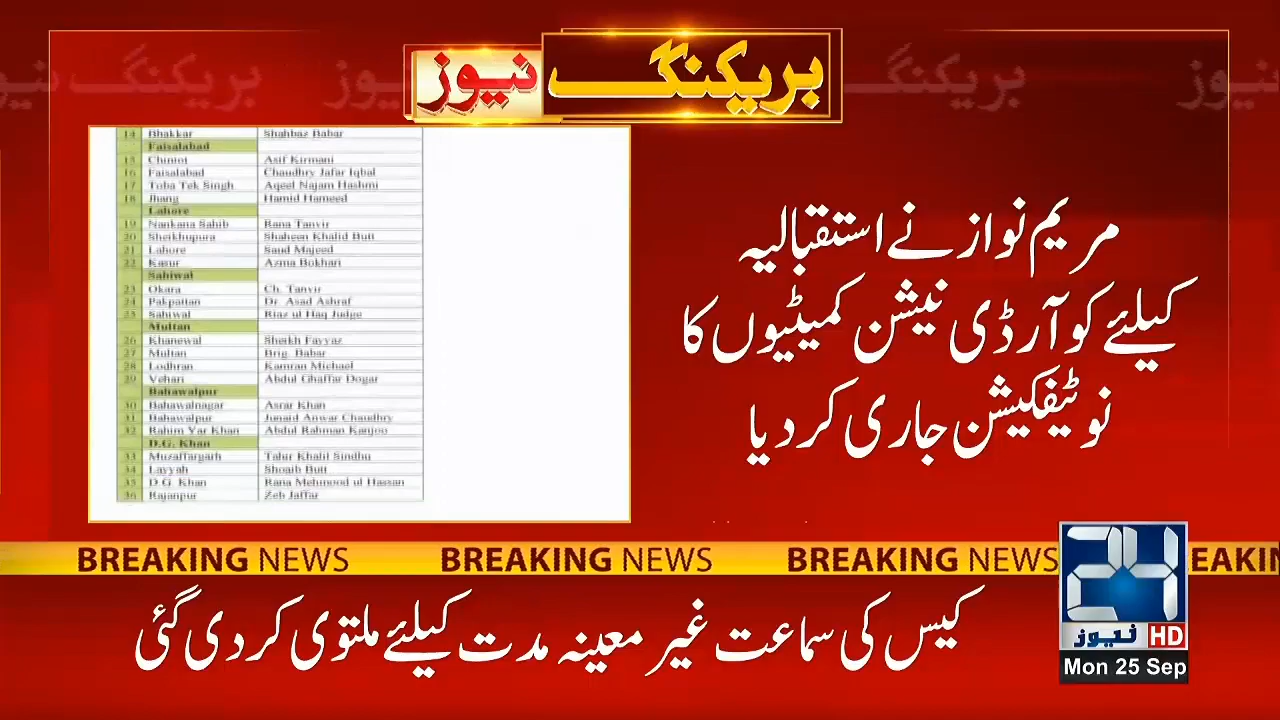 بریکنگ نیوز
14 Bhakkar Shahbaz Babar
Faisalabad
15 Chiniot Asif Kirmani
16 Faisalabad Chaudhry Jafar Iqbal
17 Toba Tek Singh Aqeel Najam Hashmi
18 Jhang Hamid Hameed
Lahore
19 Nankana Sahib Rana Tanvir
20 Sheikhupura Shaheen Khalid Butt
21 Lahore Saud Majeed
22 Kasur Azma Bokhari
Sahiwal
23 Okara Ch. Tanvir
24 Pakpattan Dr. Asad Ashraf
25 Sahiwal Riaz ul Haq Judge
Multan
26 Khanewal Sheikh Fayyaz
27 Multan Brig. Babar
28 Lodhran Kamran Michael
29 Vehari Abdul Ghaffar Dogar
Bahawalpur
30 Bahawalnagar Asrar Khan
31 Bahawalpur Junaid Anwar Chaudhry
32 Rahim Yar Khan Abdul Rahman Kanjoo
D.G. Khan
33 Muzaffargarh Talur Khalil Sindhu
34 Layyah Shoaib Butt
35 D.G. Khan Rana Mehmood ul Hassan
36 Rajanpur Zeb Jaffar
مریم نواز نے استقبالیہ
کیلئے کوآرڈی نیشن کمیٹیوں کا
نوٹیفکیشن جاری کردیا
BREAKING NEWS BREAKING NEWS BREAKING NEWS BREAKIN
کیس کی سماعت غیر معینہ مدت کیلئے ملتوی کردی گئی
24
نیوز HD
Mon 25 Sep